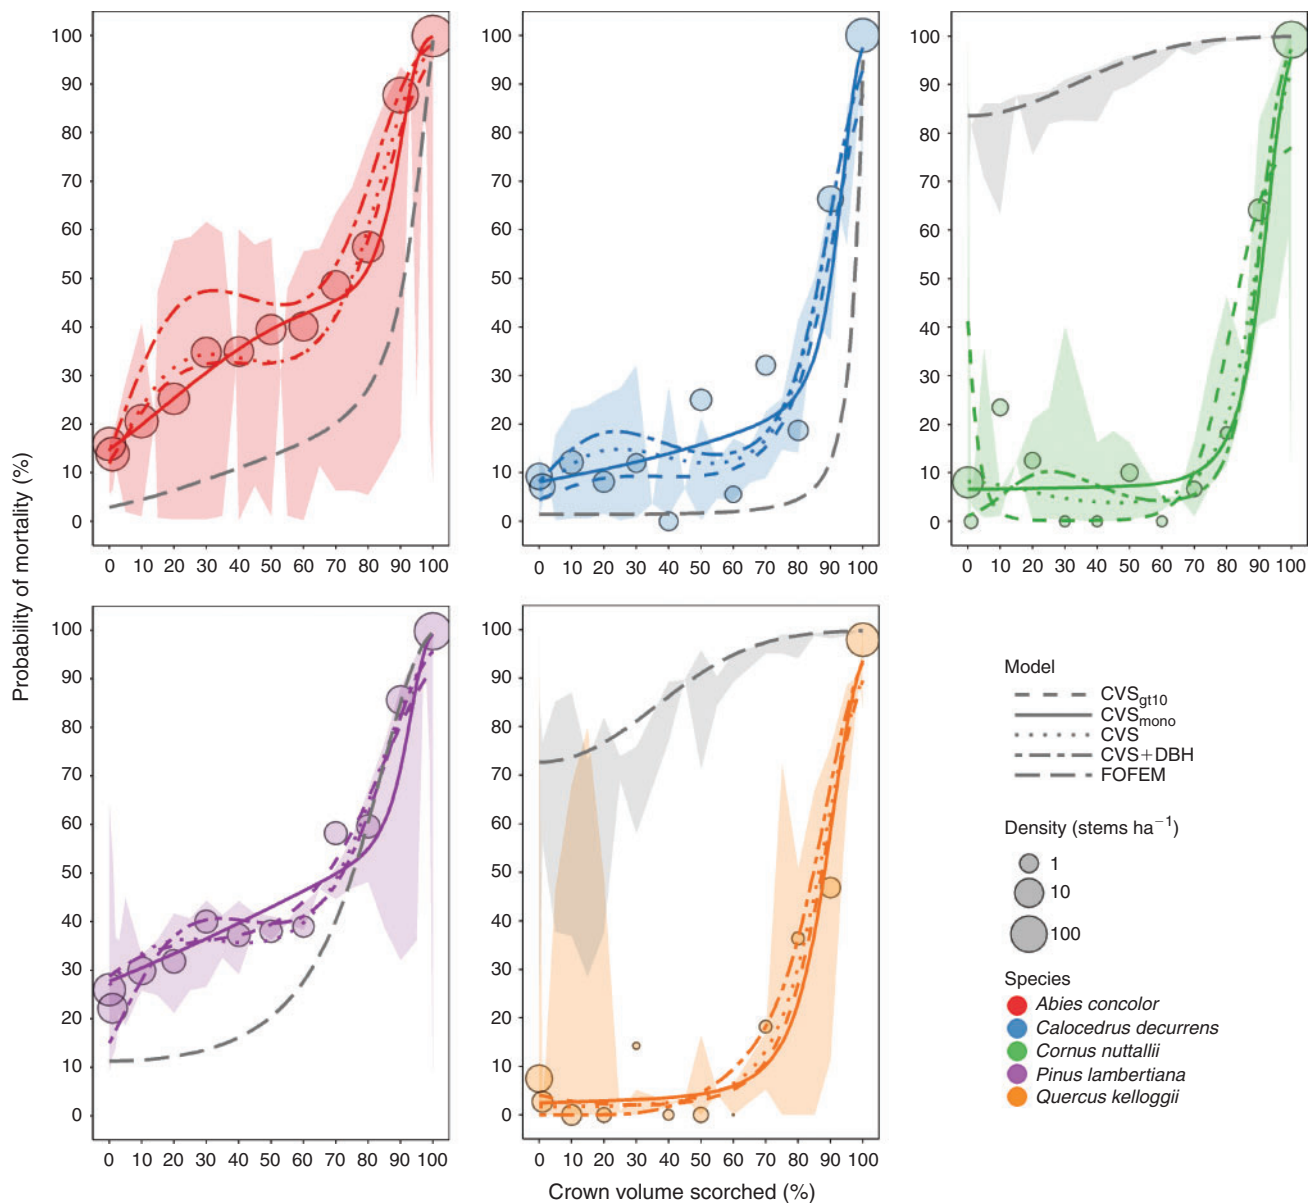 100
90
80
70
60
50
40
30
20
10
0
0 10 20 30 40 50 60 70 80 90 100
100
90
80
70
60
50
40
30
20
10
0
0 10 20 30 40 50 60 70 80 90 100
100
90
80
70
60
50
40
30
20
10
0
0 10 20 30 40 50 60 70 80 90 100
Probability of mortality (%)
100
90
80
70
60
50
40
30
20
10
0
0 10 20 30 40 50 60 70 80 90 100
100
90
80
70
60
50
40
30
20
10
0
0 10 20 30 40 50 60 70 80 90 100
Crown volume scorched (%)
Model
CVSgt10
CVSmono
CVS
CVS+DBH
FOFEM
Density (stems ha−1)
1
10
100
Species
Abies concolor
Calocedrus decurrens
Cornus nuttallii
Pinus lambertiana
Quercus kelloggii